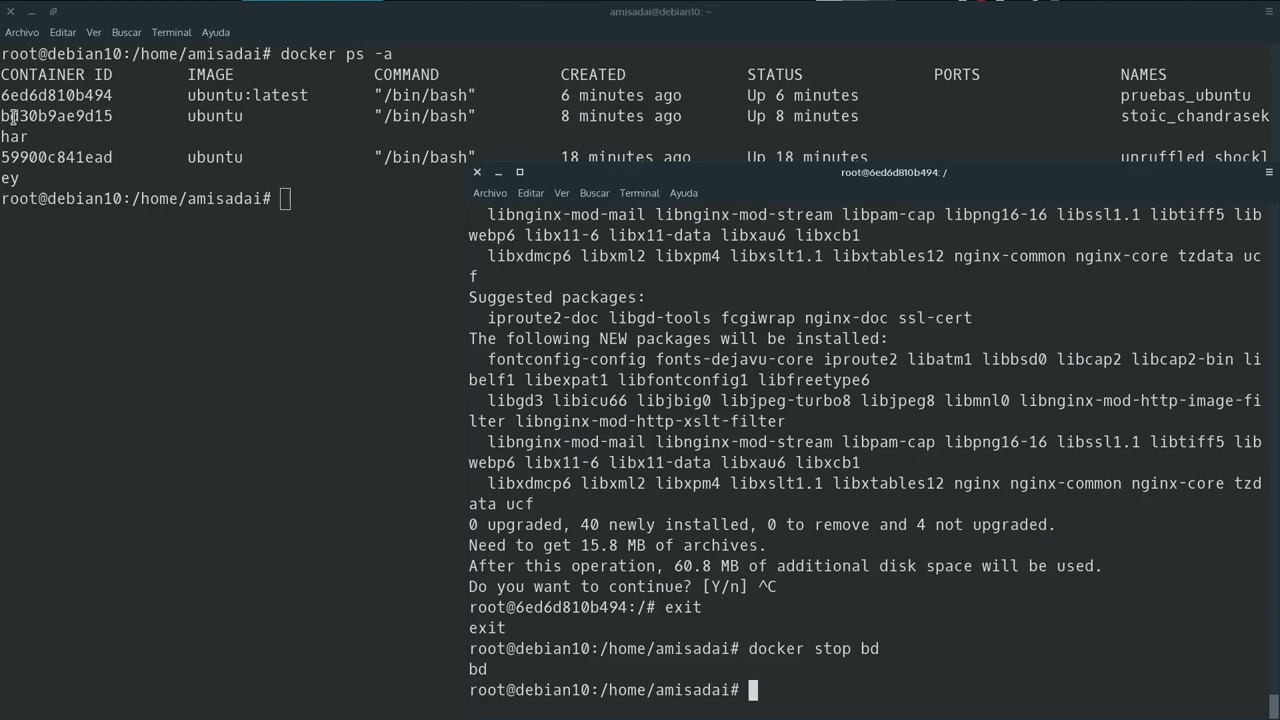 amisadai@debian10: ~
Archivo Editar Ver Buscar Terminal Ayuda
root@debian10:/home/amisadai# docker ps -a
CONTAINER ID IMAGE COMMAND CREATED STATUS PORTS NAMES
6ed6d810b494 ubuntu:latest "/bin/bash" 6 minutes ago Up 6 minutes pruebas_ubuntu
bd30b9ae9d15 ubuntu "/bin/bash" 8 minutes ago Up 8 minutes stoic_chandrasek
har
59900c841ead ubuntu "/bin/bash" 18 minutes ago Up 18 minutes unruffled_shockl
ey
root@debian10:/home/amisadai#
root@6ed6d810b494: /
Archivo Editar Ver Buscar Terminal Ayuda
libnginx-mod-mail libnginx-mod-stream libpam-cap libpng16-16 libssl1.1 libtiff5 lib
webp6 libx11-6 libx11-data libxau6 libxcb1
libxdmcp6 libxml2 libxpm4 libxslt1.1 libxtables12 nginx-common nginx-core tzdata uc
f
Suggested packages:
iproute2-doc libgd-tools fcgiwrap nginx-doc ssl-cert
The following NEW packages will be installed:
fontconfig-config fonts-dejavu-core iproute2 libatm1 libbsd0 libcap2 libcap2-bin li
belf1 libexpat1 libfontconfig1 libfreetype6
libgd3 libicu66 libjbig0 libjpeg-turbo8 libjpeg8 libmnl0 libnginx-mod-http-image-fi
lter libnginx-mod-http-xslt-filter
libnginx-mod-mail libnginx-mod-stream libpam-cap libpng16-16 libssl1.1 libtiff5 lib
webp6 libx11-6 libx11-data libxau6 libxcb1
libxdmcp6 libxml2 libxpm4 libxslt1.1 libxtables12 nginx nginx-common nginx-core tzd
ata ucf
0 upgraded, 40 newly installed, 0 to remove and 4 not upgraded.
Need to get 15.8 MB of archives.
After this operation, 60.8 MB of additional disk space will be used.
Do you want to continue? [Y/n] ^C
root@6ed6d810b494:/# exit
exit
root@debian10:/home/amisadai# docker stop bd
bd
root@debian10:/home/amisadai#